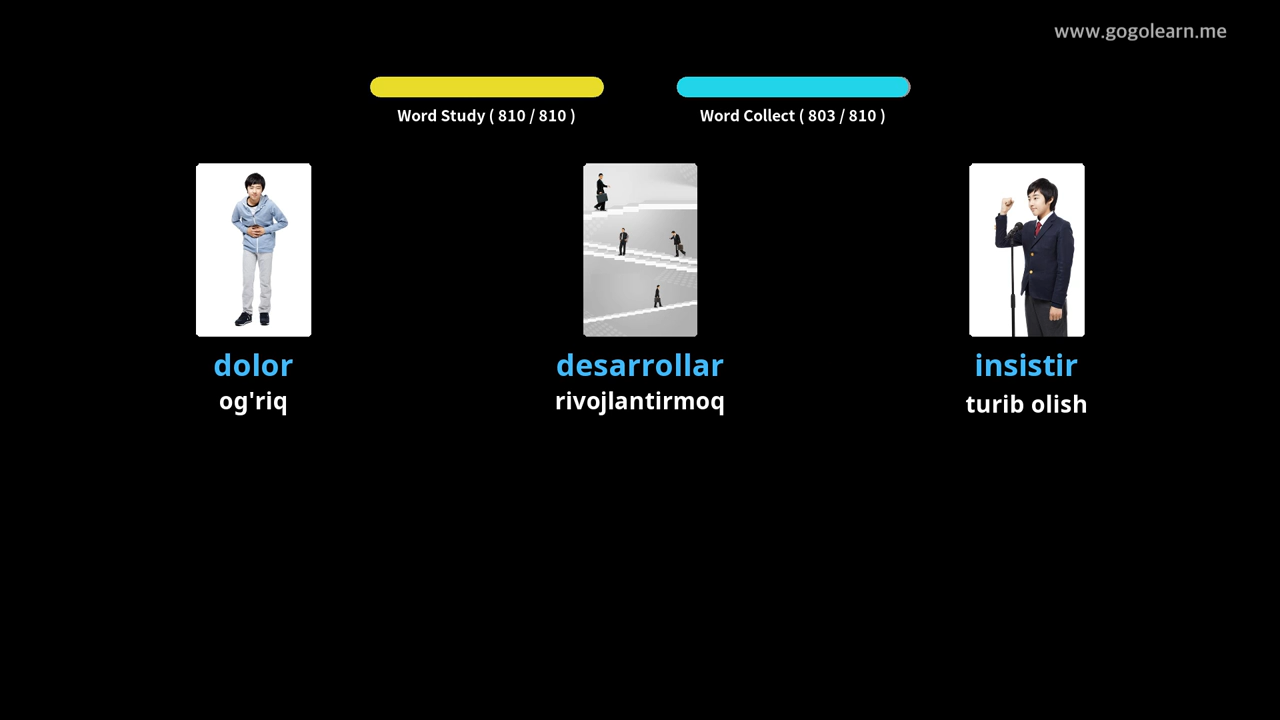 www.gogolearn.me
Word Study ( 810 / 810 )
Word Collect ( 803 / 810 )
dolor
og'riq
desarrollar
rivojlantirmoq
insistir
turib olish